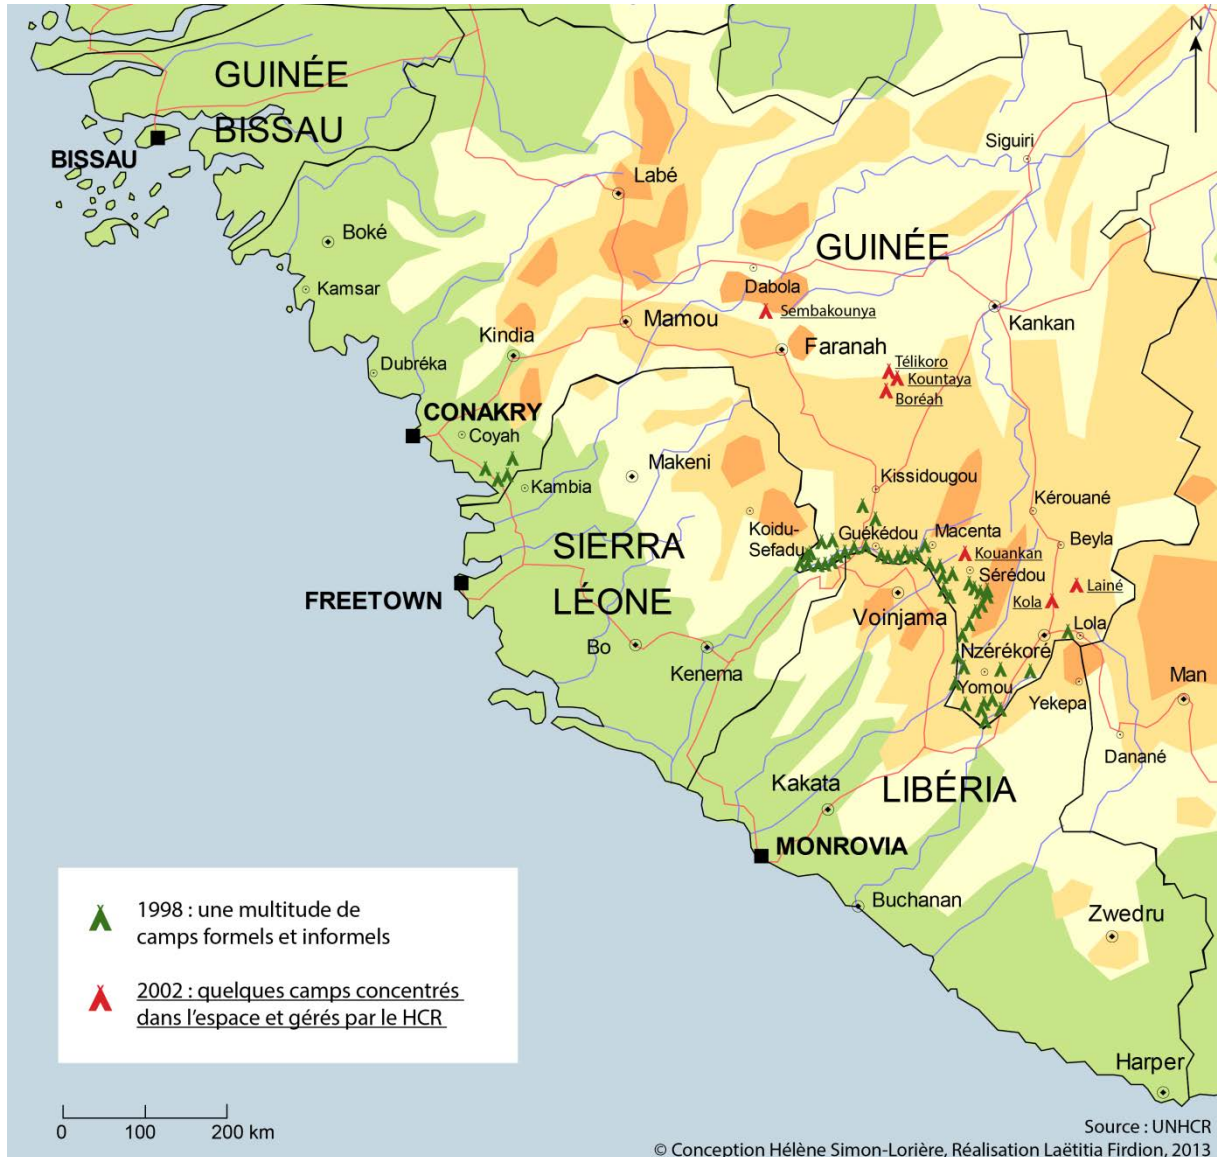 N
GUINÉE
BISSAU
BISSAU
Siguiri
Labé
Boké
GUINÉE
Kamsar
Dabola
Sembakounya
Kankan
Mamou
Kindia
Faranah
Dubréka
Télikoro
Kountaya
Boréah
CONAKRY
Coyah
Makeni
Kissidougou
Kambia
Kérouané
Koidu-
Sefadu
Guékédou
Macenta
Beyla
SIERRA
LÉONE
Kouankan
Sérédou
Lainé
FREETOWN
Voinjama
Kola
Lola
Bo
Nzérékoré
Kenema
Yomou
Man
Yekepa
Danané
Kakata
LIBÉRIA
MONROVIA
Buchanan
Zwedru
1998 : une multitude de
camps formels et informels
2002 : quelques camps concentrés
dans l'espace et gérés par le HCR
Harper
0 100 200 km
Source : UNHCR
© Conception Hélène Simon-Lorière, Réalisation Laëtitia Firdion, 2013